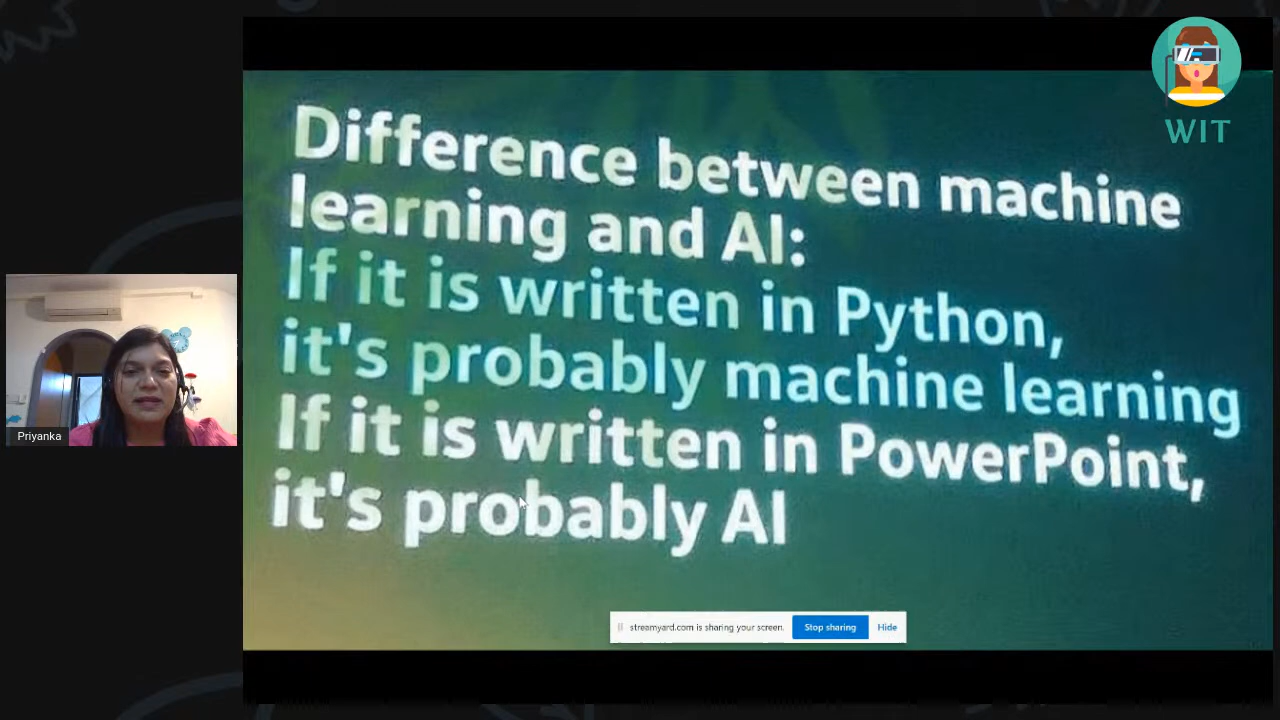 WIT
Difference between machine
learning and AI:
If it is written in Python,
it's probably machine learning
If it is written in PowerPoint,
it's probably AI
Priyanka
streamyard.com is sharing your screen.
Stop sharing
Hide